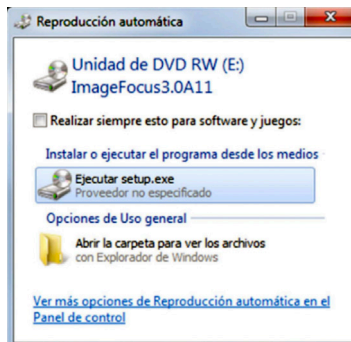 Reproducción automática
Unidad de DVD RW (E:)
ImageFocus3.0A11
Realizar siempre esto para software y juegos:
Instalar o ejecutar el programa desde los medios
Ejecutar setup.exe
Proveedor no especificado
Opciones de Uso general
Abrir la carpeta para ver los archivos
con Explorador de Windows
Ver más opciones de Reproducción automática en el
Panel de control